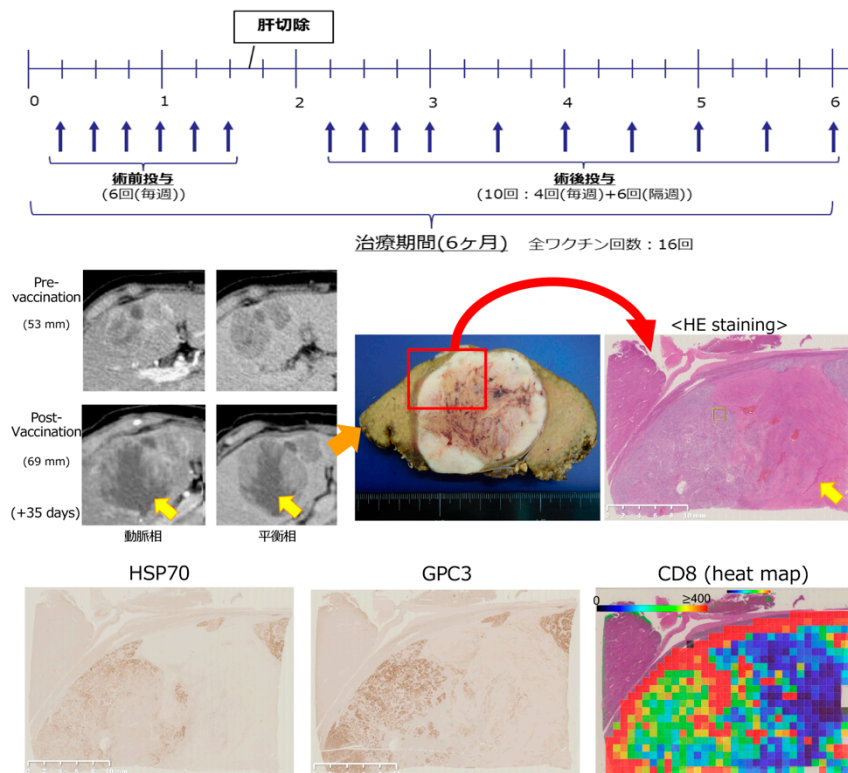 肝切除
0 1 2 3 4 5 6
術前投与
(6回(毎週))
術後投与
(10回：4回(毎週)+6回(隔週))
治療期間(6ヶ月) 全ワクチン回数：16回
Pre-
vaccination
(53 mm)
Post-
Vaccination
(69 mm)
(+35 days)
動脈相
平衡相
<HE staining>
HSP70
GPC3
CD8 (heat map)
0 ≥400